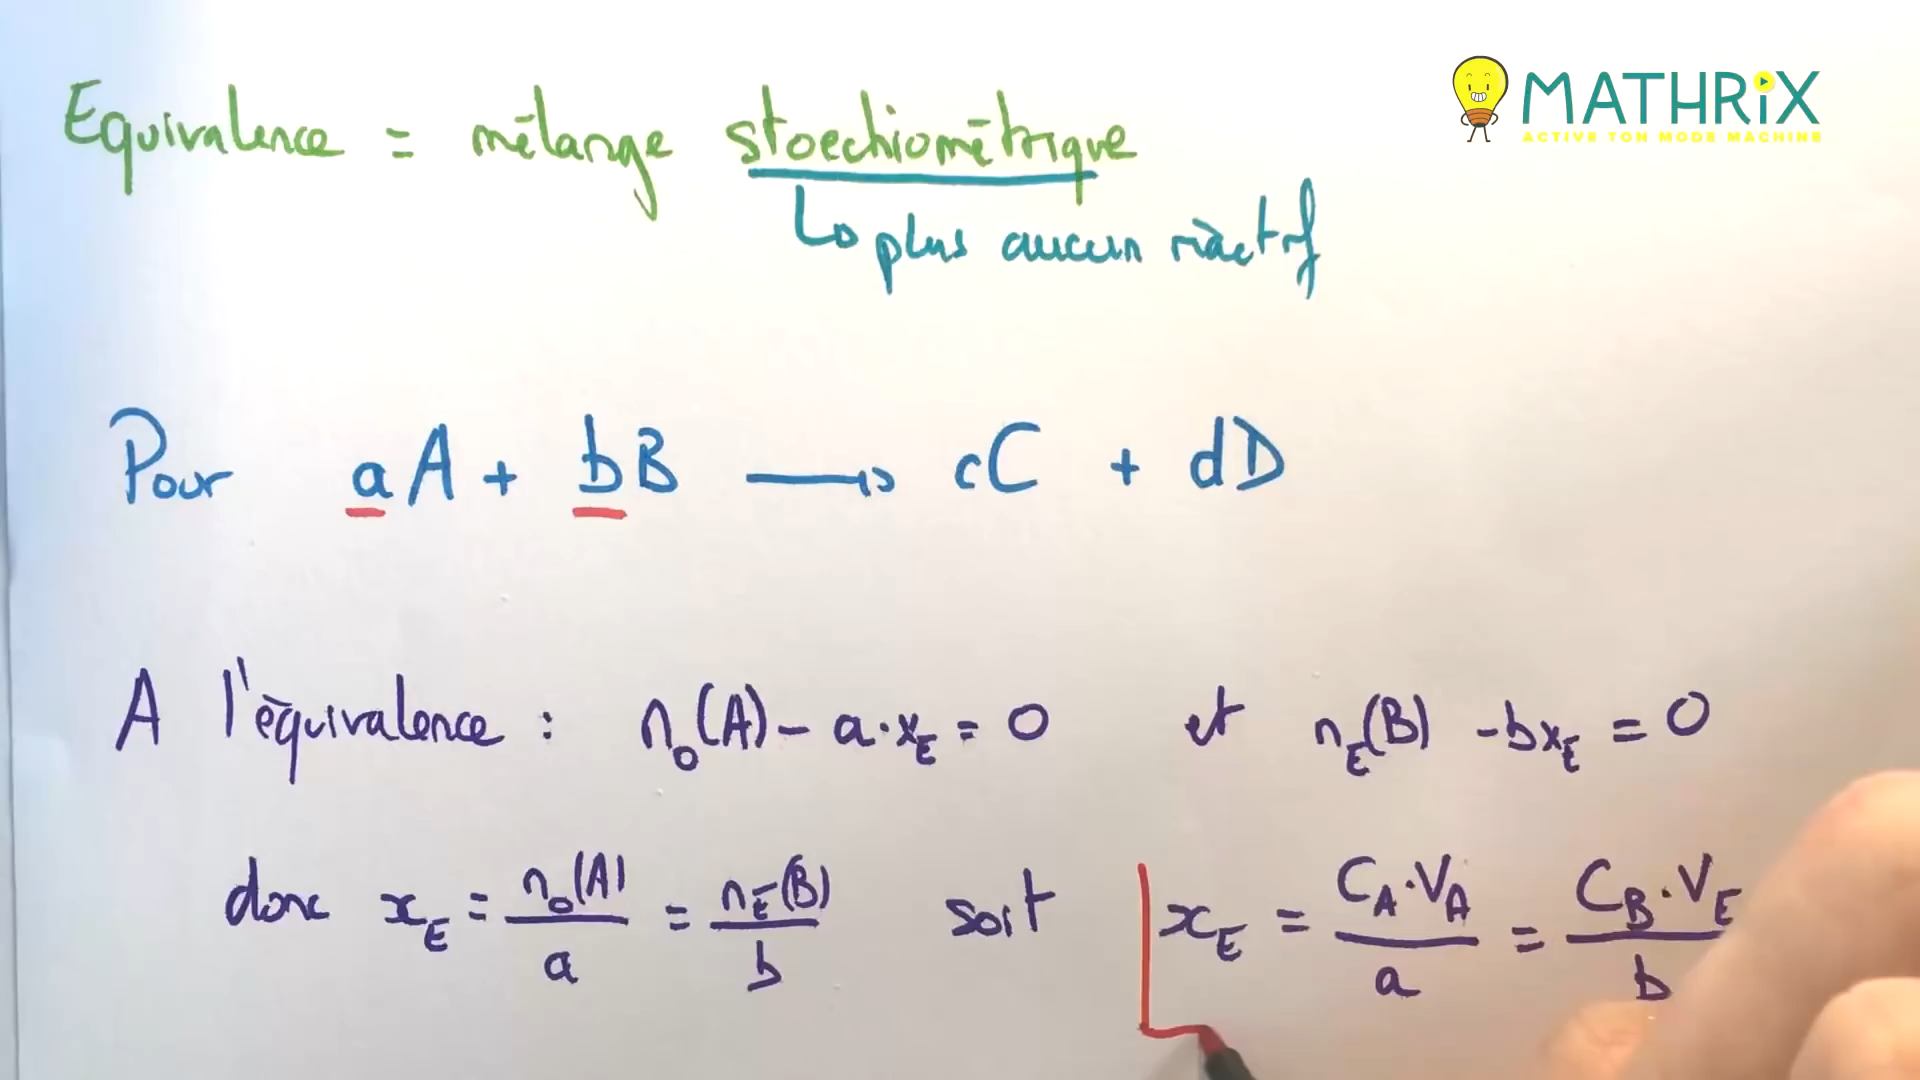 MATHRiX
ACTIVE TON MODE MACHINE
Equivalence = mélange stoechiométrique
↳ plus aucun réactif
Pour aA + bB → cC + dD
A l'équivalence : n₀(A) - a·x_E = 0 et n_E(B) - bx_E = 0
donc x_E = n₀(A)/a = n_E(B)/b soit x_E = C_A·V_A/a = C_B·V_E/b